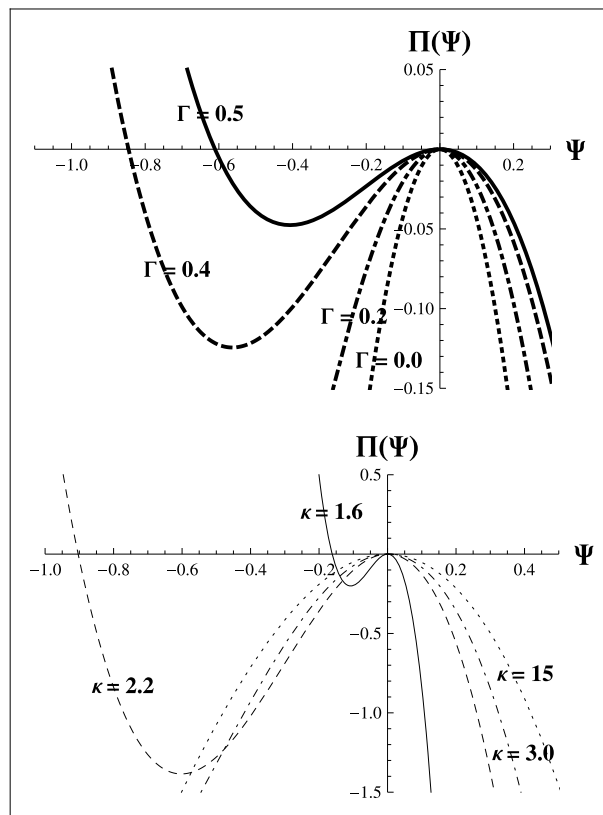 Π(Ψ)
0.05
Γ = 0.5
-1.0 -0.8 -0.6 -0.4 -0.2 0.2 Ψ
-0.05
Γ = 0.4
Γ = 0.2
-0.10
Γ = 0.0
-0.15
Π(Ψ)
0.5
κ = 1.6
-1.0 -0.8 -0.6 -0.4 -0.2 0.2 0.4 Ψ
-0.5
κ = 2.2
κ = 15
-1.0
κ = 3.0
-1.5